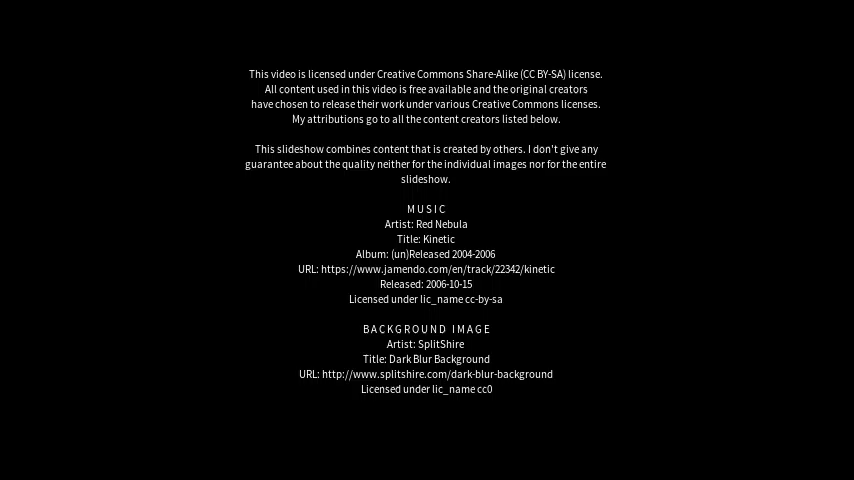 This video is licensed under Creative Commons Share-Alike (CC BY-SA) license.
All content used in this video is free available and the original creators
have chosen to release their work under various Creative Commons licenses.
My attributions go to all the content creators listed below.
This slideshow combines content that is created by others. I don't give any
guarantee about the quality neither for the individual images nor for the entire
slideshow.
MUSIC
Artist: Red Nebula
Title: Kinetic
Album: (un)Released 2004-2006
URL: https://www.jamendo.com/en/track/22342/kinetic
Released: 2006-10-15
Licensed under lic_name cc-by-sa
BACKGROUND IMAGE
Artist: SplitShire
Title: Dark Blur Background
URL: http://www.splitshire.com/dark-blur-background
Licensed under lic_name cc0